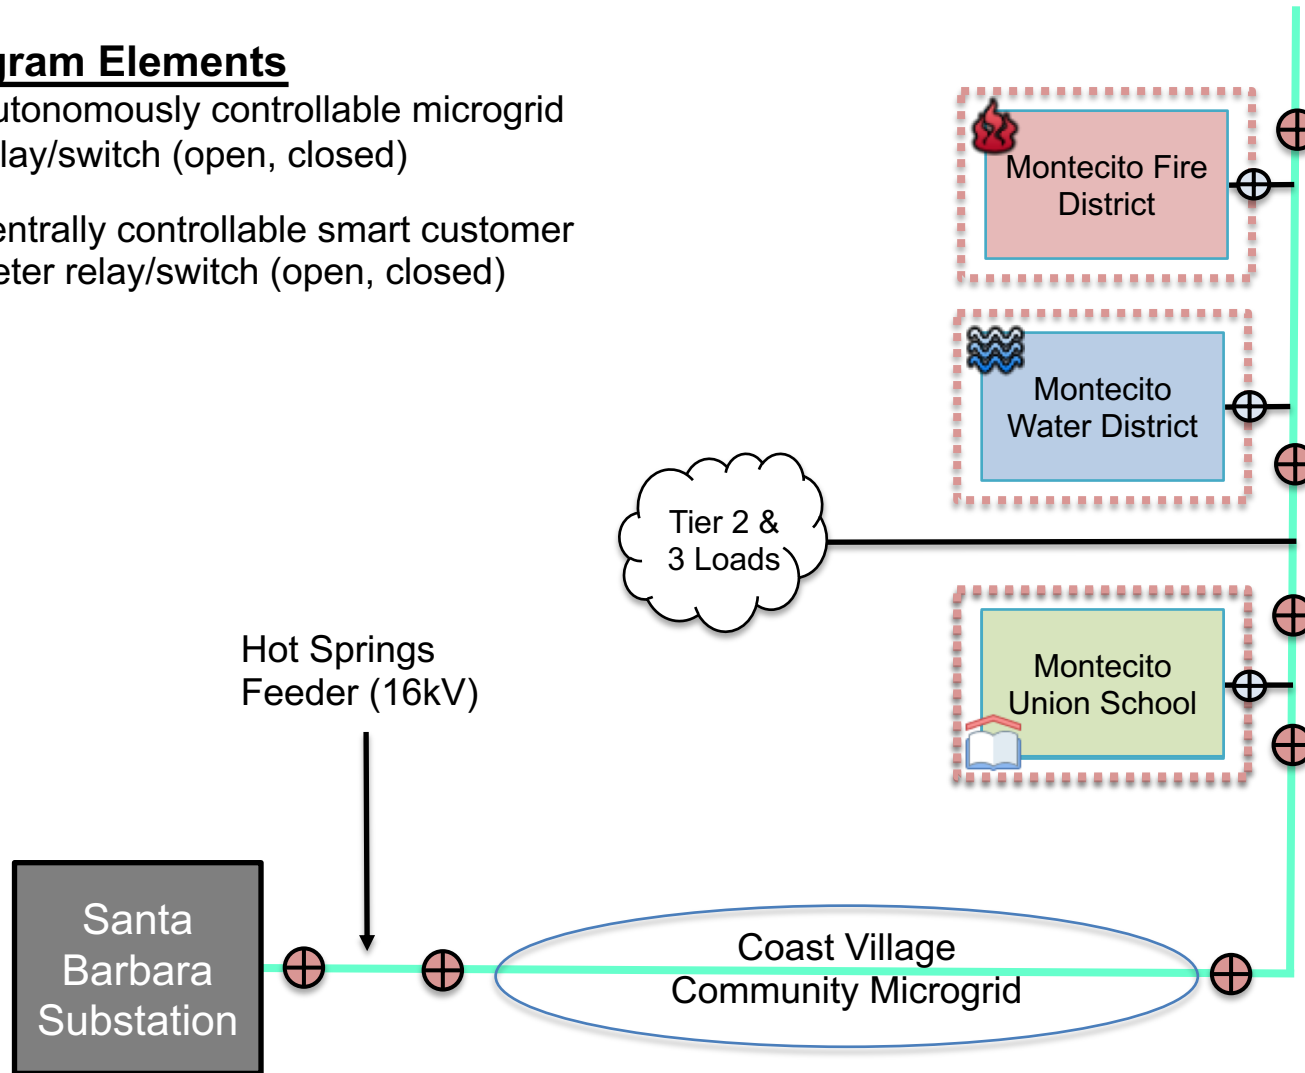 gram Elements
utonomously controllable microgrid
lay/switch (open, closed)
entrally controllable smart customer
eter relay/switch (open, closed)
Montecito Fire
District
Montecito
Water District
Tier 2 &
3 Loads
Montecito
Union School
Hot Springs
Feeder (16kV)
Santa
Barbara
Substation
Coast Village
Community Microgrid